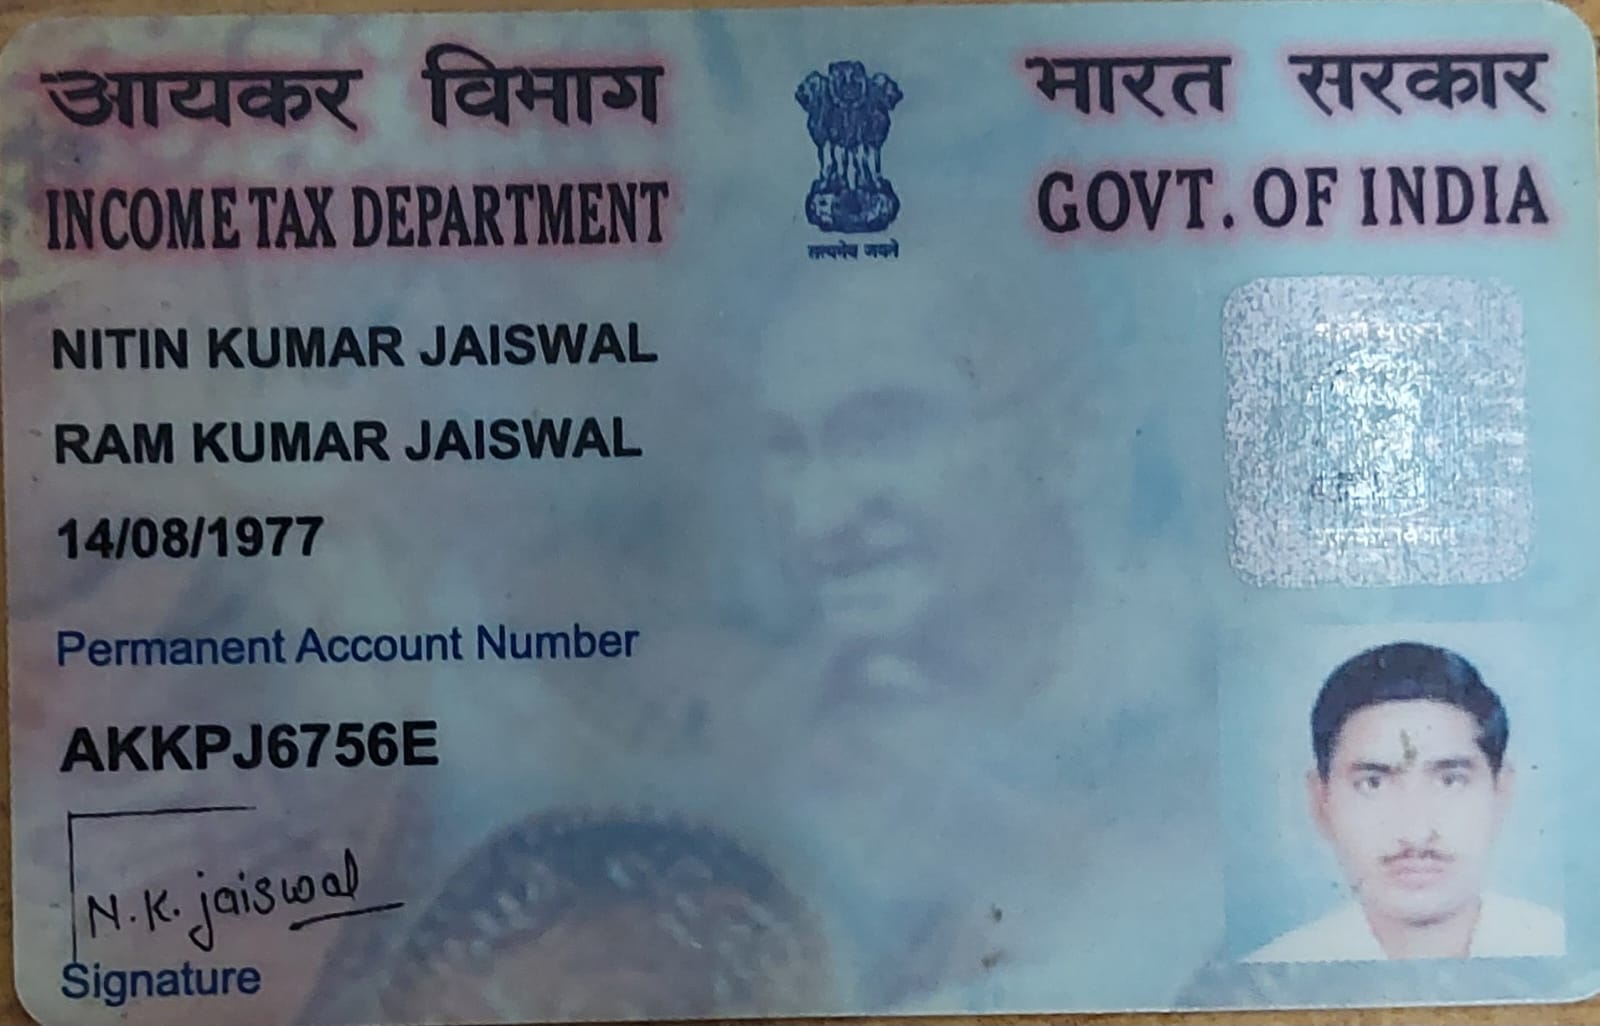 आयकर विभाग
INCOME TAX DEPARTMENT
सत्यमेव जयते
भारत सरकार
GOVT. OF INDIA
NITIN KUMAR JAISWAL
RAM KUMAR JAISWAL
14/08/1977
Permanent Account Number
AKKPJ6756E
N.K. jaiswal
Signature